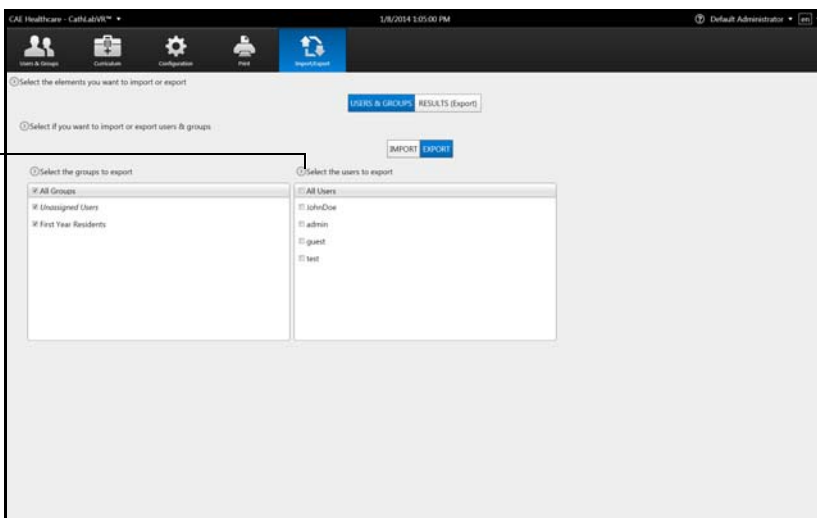 CAE Healthcare - CathLabVR™ ▾ 1/8/2014 1:05:00 PM ? Default Administrator ▾ en
Users & Groups Curriculum Configuration Print Import/Export
Select the elements you want to import or export
USERS & GROUPS RESULTS (Export)
Select if you want to import or export users & groups
IMPORT EXPORT
Select the groups to export Select the users to export
All Groups All Users
Unassigned Users JohnDoe
First Year Residents admin
guest
test